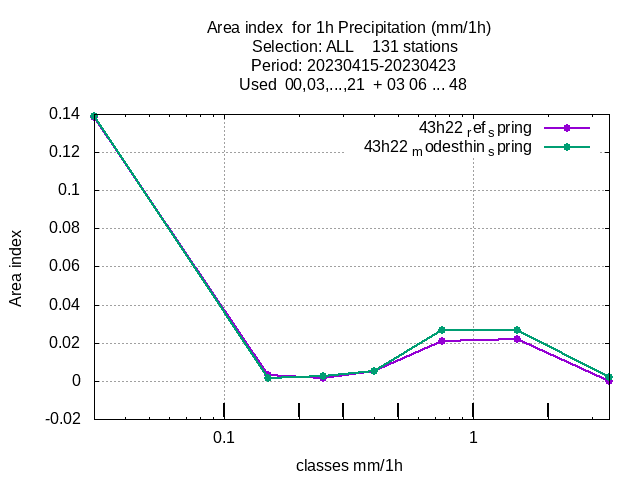 Area index  for 1h Precipitation (mm/1h)
Selection: ALL    131 stations
Period: 20230415-20230423
Used  00,03,...,21  + 03 06 ... 48
43h22 ref spring
43h22 modesthin spring
0.14
0.12
0.1
0.08
0.06
0.04
0.02
0
-0.02
Area index
0.1
1
classes mm/1h